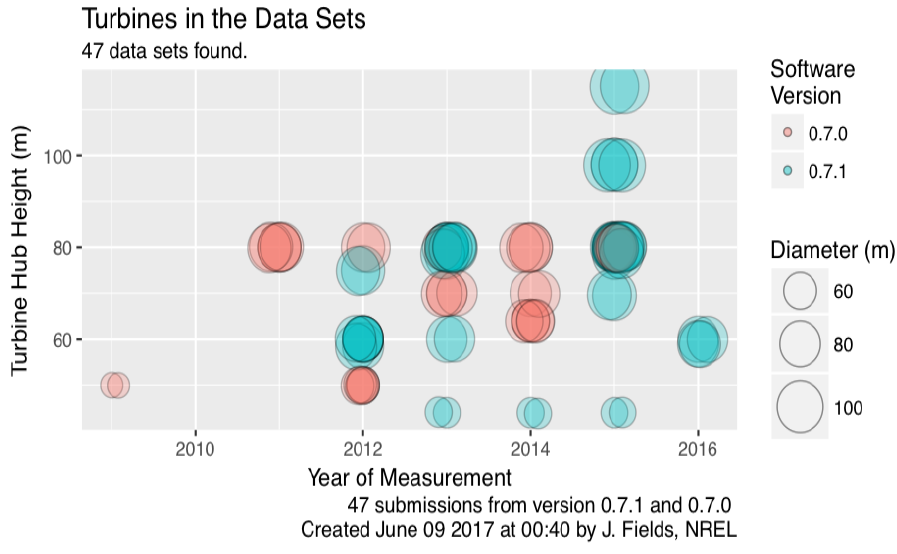 Turbines in the Data Sets
47 data sets found.
Turbine Hub Height (m)
100
80
60
2010
2012
2014
2016
Year of Measurement
47 submissions from version 0.7.1 and 0.7.0
Created June 09 2017 at 00:40 by J. Fields, NREL
Software
Version
0.7.0
0.7.1
Diameter (m)
60
80
100